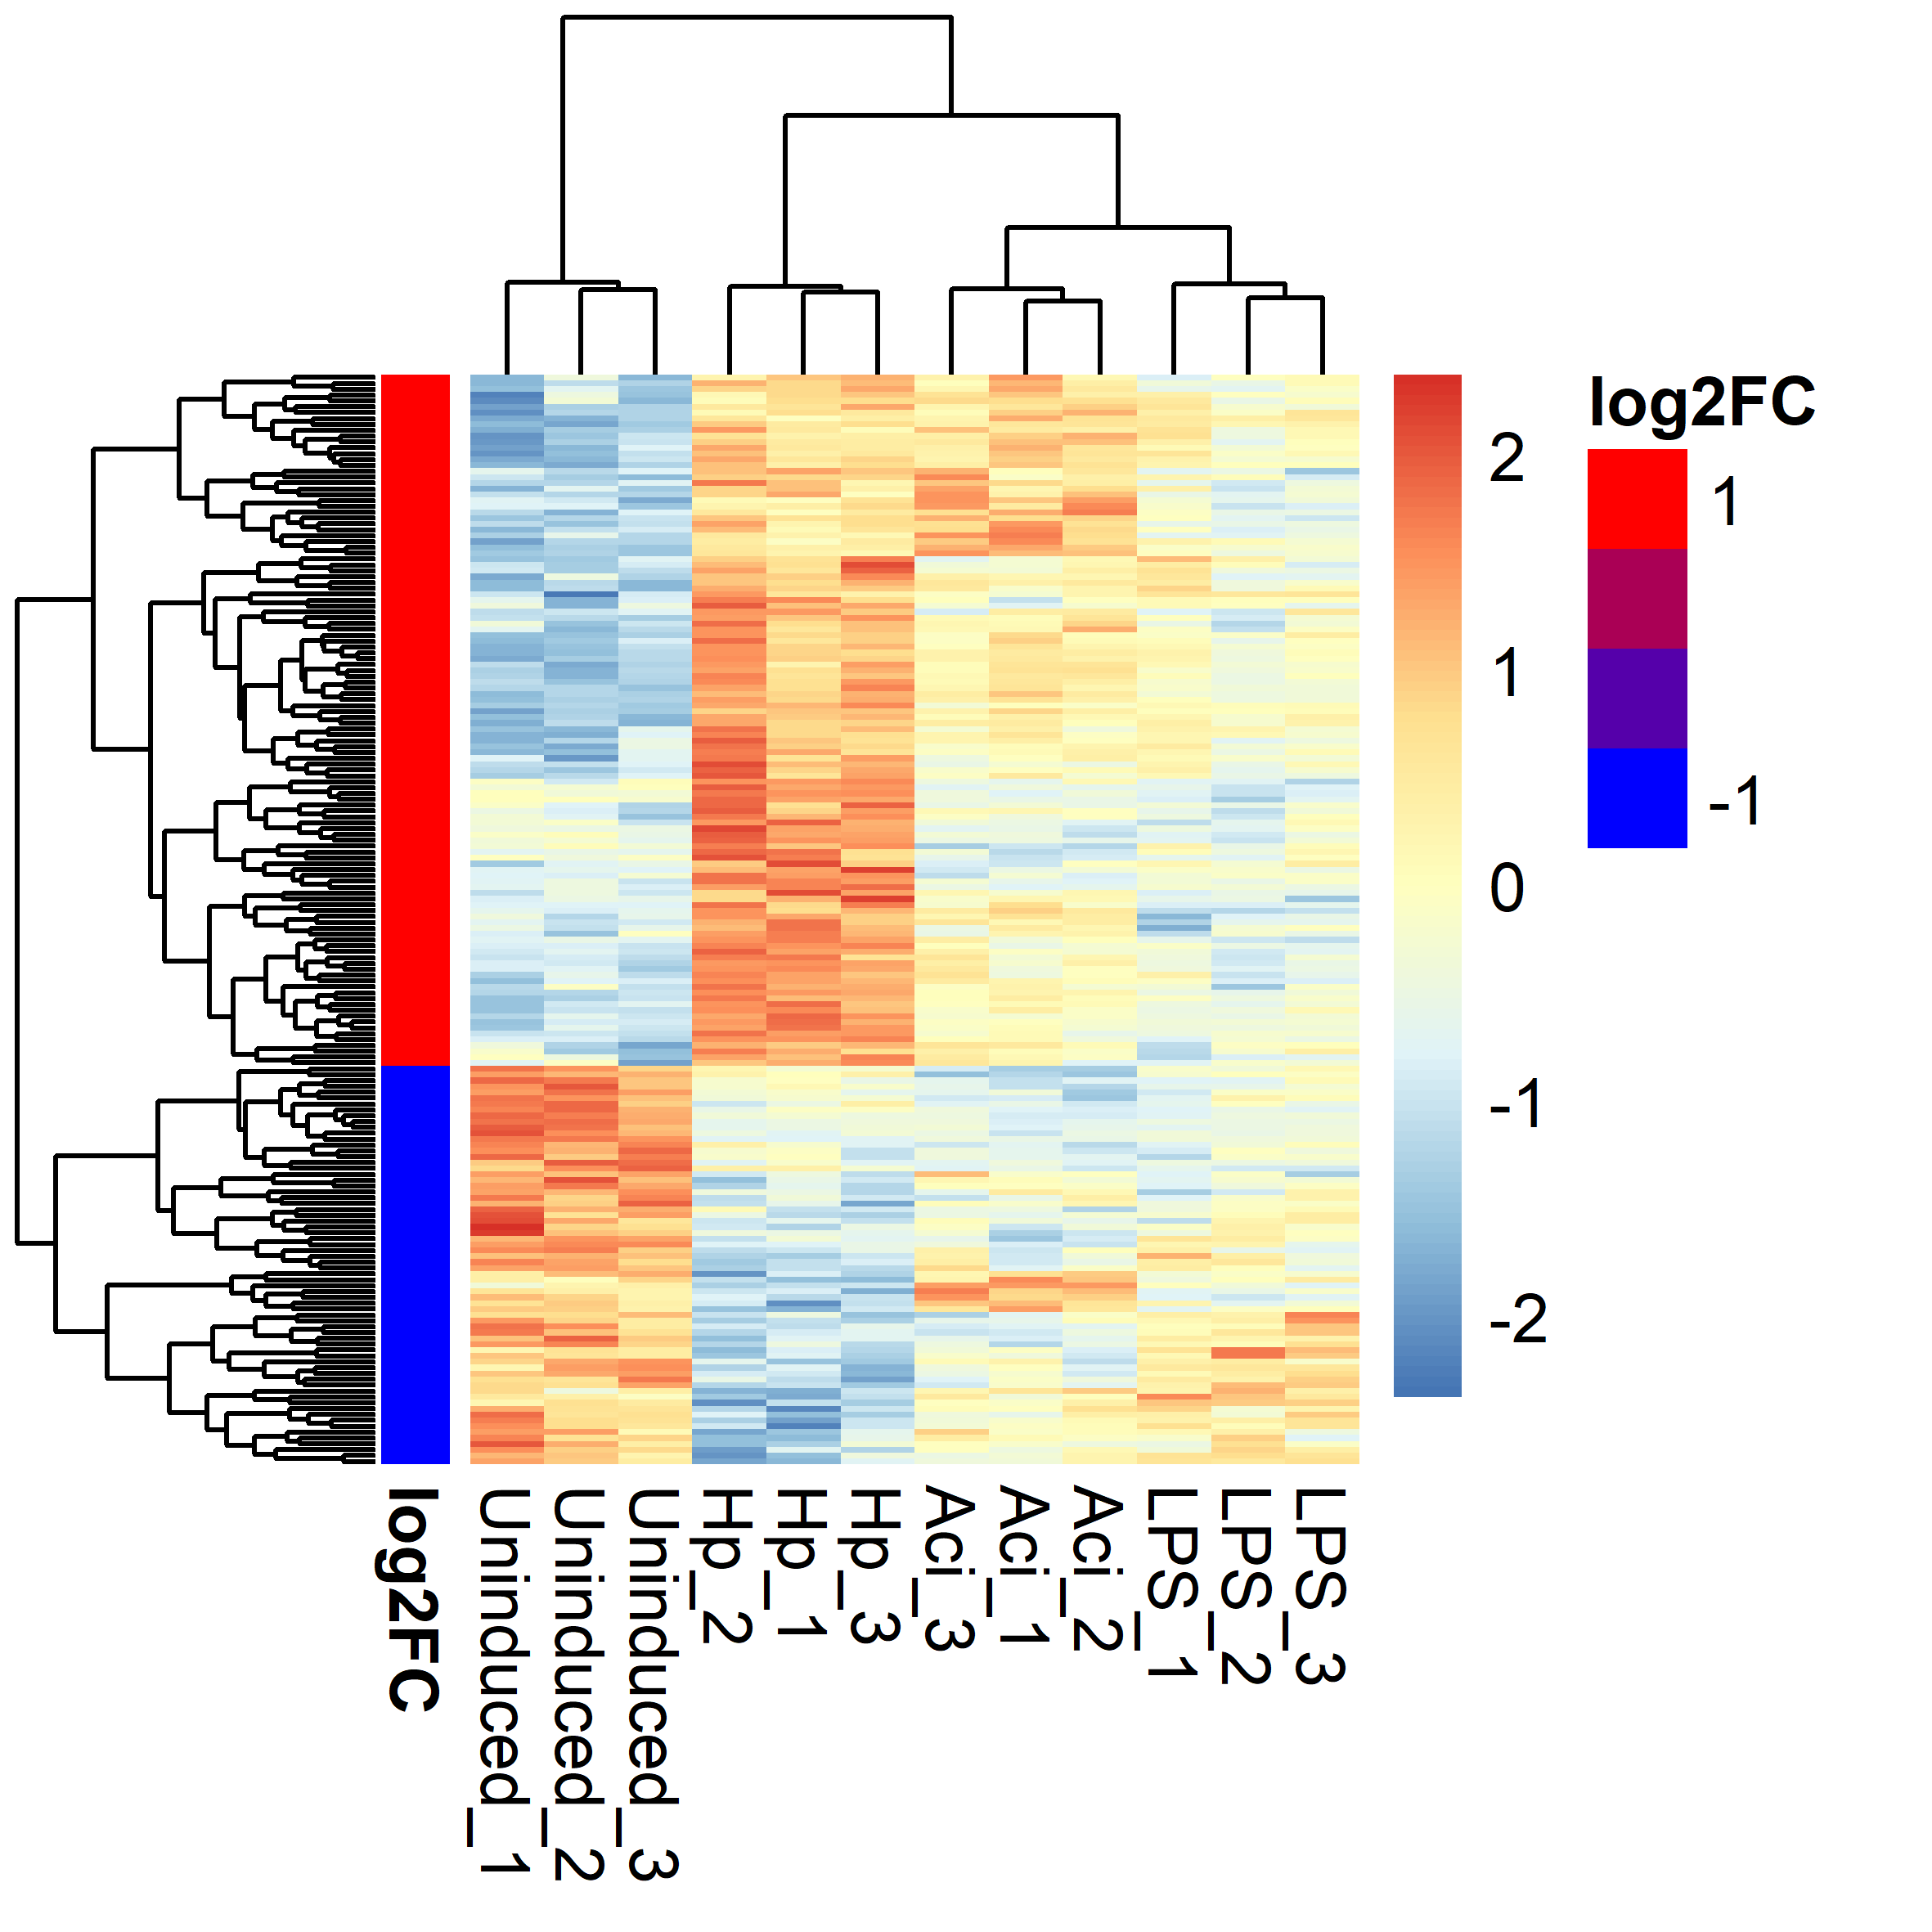 log2FC
1
-1
2
1
0
-1
-2
log2FC
Uninduced_1
Uninduced_2
Uninduced_3
Hp_2
Hp_1
Hp_3
Aci_3
Aci_1
Aci_2
LPS_1
LPS_2
LPS_3